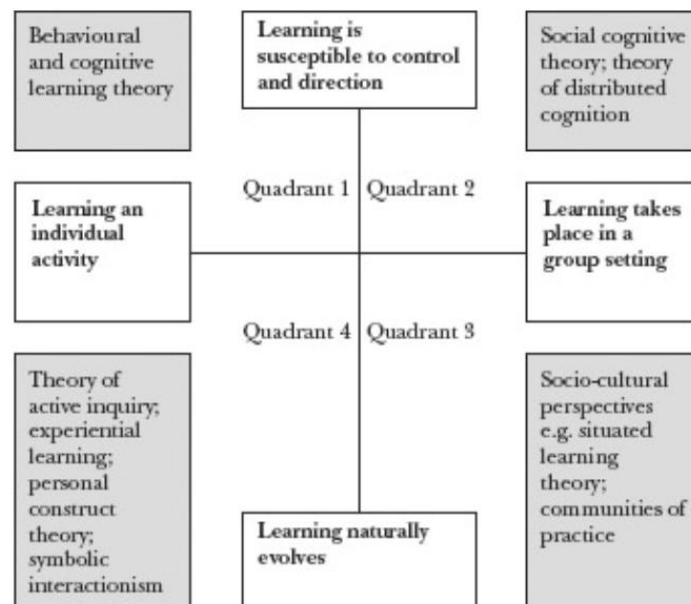 Behavioural
and cognitive
learning theory
Learning is
susceptible to control
and direction
Social cognitive
theory; theory
of distributed
cognition
Quadrant 1
Quadrant 2
Learning an
individual
activity
Learning takes
place in a
group setting
Quadrant 4
Quadrant 3
Theory of
active inquiry;
experiential
learning;
personal
construct
theory;
symbolic
interactionism
Learning naturally
evolves
Socio-cultural
perspectives
e.g. situated
learning
theory;
communities of
practice